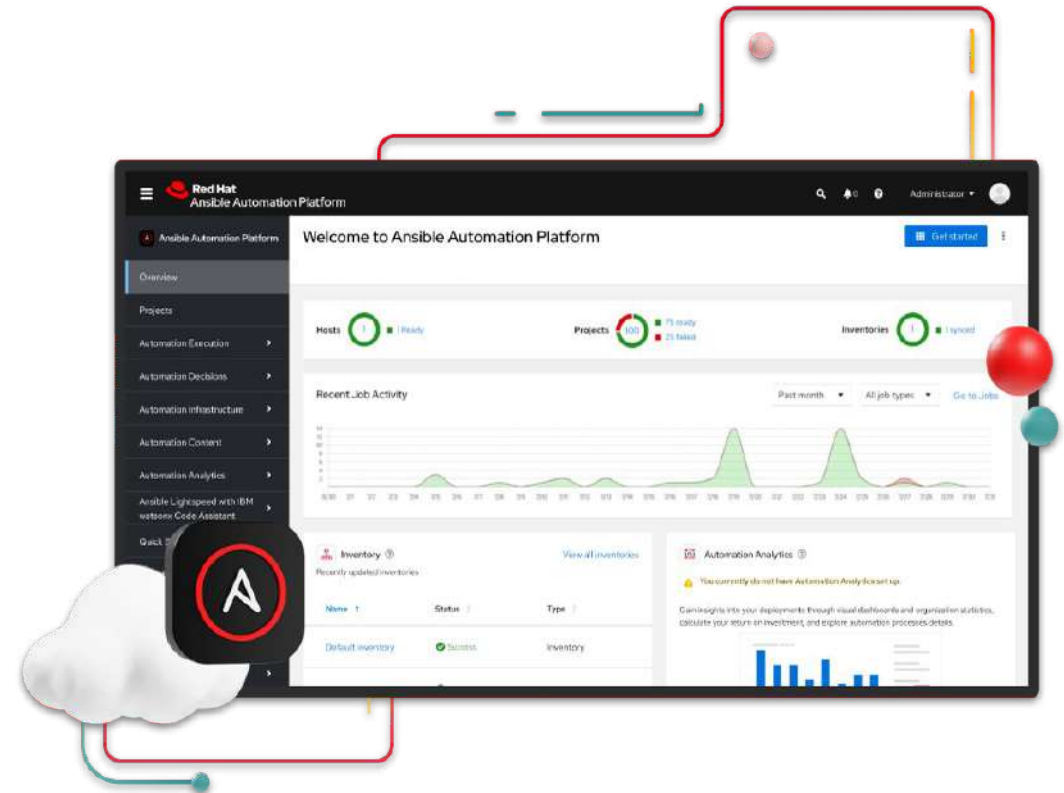 Red Hat
Ansible Automation Platform
Administrator
Ansible Automation Platform
Welcome to Ansible Automation Platform
Get started
Overview
Projects
Automation Execution
Automation Decisions
Automation Infrastructure
Automation Content
Automation Analytics
Ansible Lightspeed with IBM
watsonx Code Assistant
Quick
Hosts
1
1 Ready
Projects
100
75 ready
25 failed
Inventories
1
1 synced
Recent Job Activity
Past month
All job types
Go to Jobs
Inventory
View all inventories
Recently updated inventories
Name
Status
Type
Default inventory
Success
Inventory
Automation Analytics
You currently do not have Automation Analytics set up.
Gain insights into your deployments through visual dashboards and organization statistics,
calculate your return on investment, and explore automation processes details.